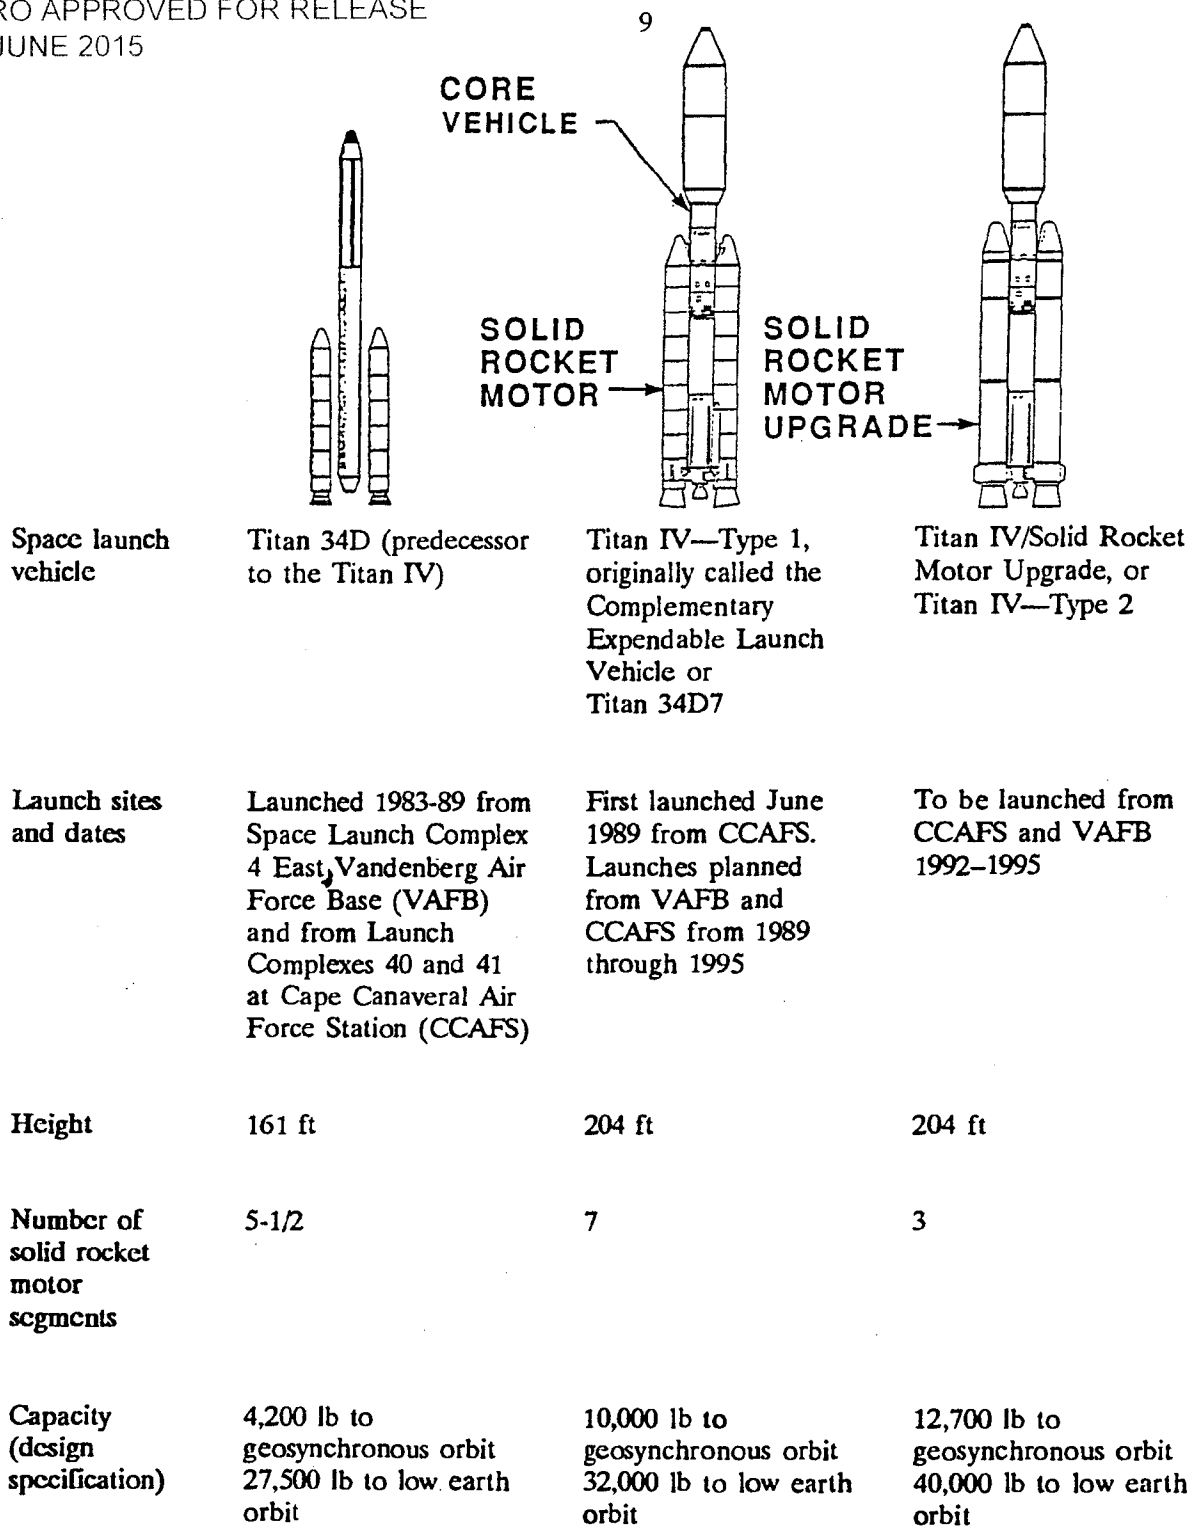 RO APPROVED FOR RELEASE
JUNE 2015
9
CORE
VEHICLE
SOLID
ROCKET
MOTOR
SOLID
ROCKET
MOTOR
UPGRADE
Space launch
vehicle
Titan 34D (predecessor
to the Titan IV)
Titan IV—Type 1,
originally called the
Complementary
Expendable Launch
Vehicle or
Titan 34D7
Titan IV/Solid Rocket
Motor Upgrade, or
Titan IV—Type 2
Launch sites
and dates
Launched 1983-89 from
Space Launch Complex
4 East, Vandenberg Air
Force Base (VAFB)
and from Launch
Complexes 40 and 41
at Cape Canaveral Air
Force Station (CCAFS)
First launched June
1989 from CCAFS.
Launches planned
from VAFB and
CCAFS from 1989
through 1995
To be launched from
CCAFS and VAFB
1992–1995
Height
161 ft
204 ft
204 ft
Number of
solid rocket
motor
segments
5-1/2
7
3
Capacity
(design
specification)
4,200 lb to
geosynchronous orbit
27,500 lb to low earth
orbit
10,000 lb to
geosynchronous orbit
32,000 lb to low earth
orbit
12,700 lb to
geosynchronous orbit
40,000 lb to low earth
orbit